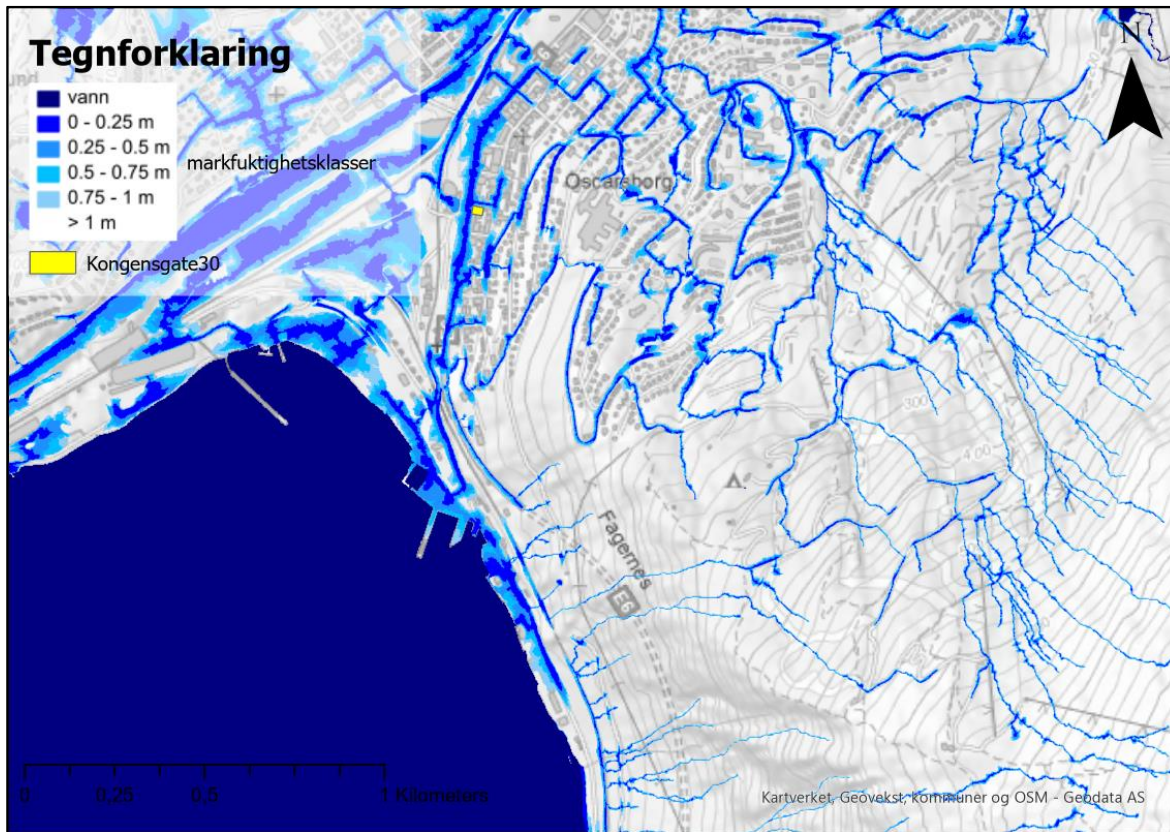 Tegnforklaring
vann
0 - 0.25 m
0.25 - 0.5 m
0.5 - 0.75 m
0.75 - 1 m
> 1 m
markfuktighetsklasser
Kongensgate30
N
Oscarsborg
300
400
Fagernes
E6
0
0,25
0,5
1 Kilometers
Kartverket, Geovekst, kommuner og OSM - Geodata AS